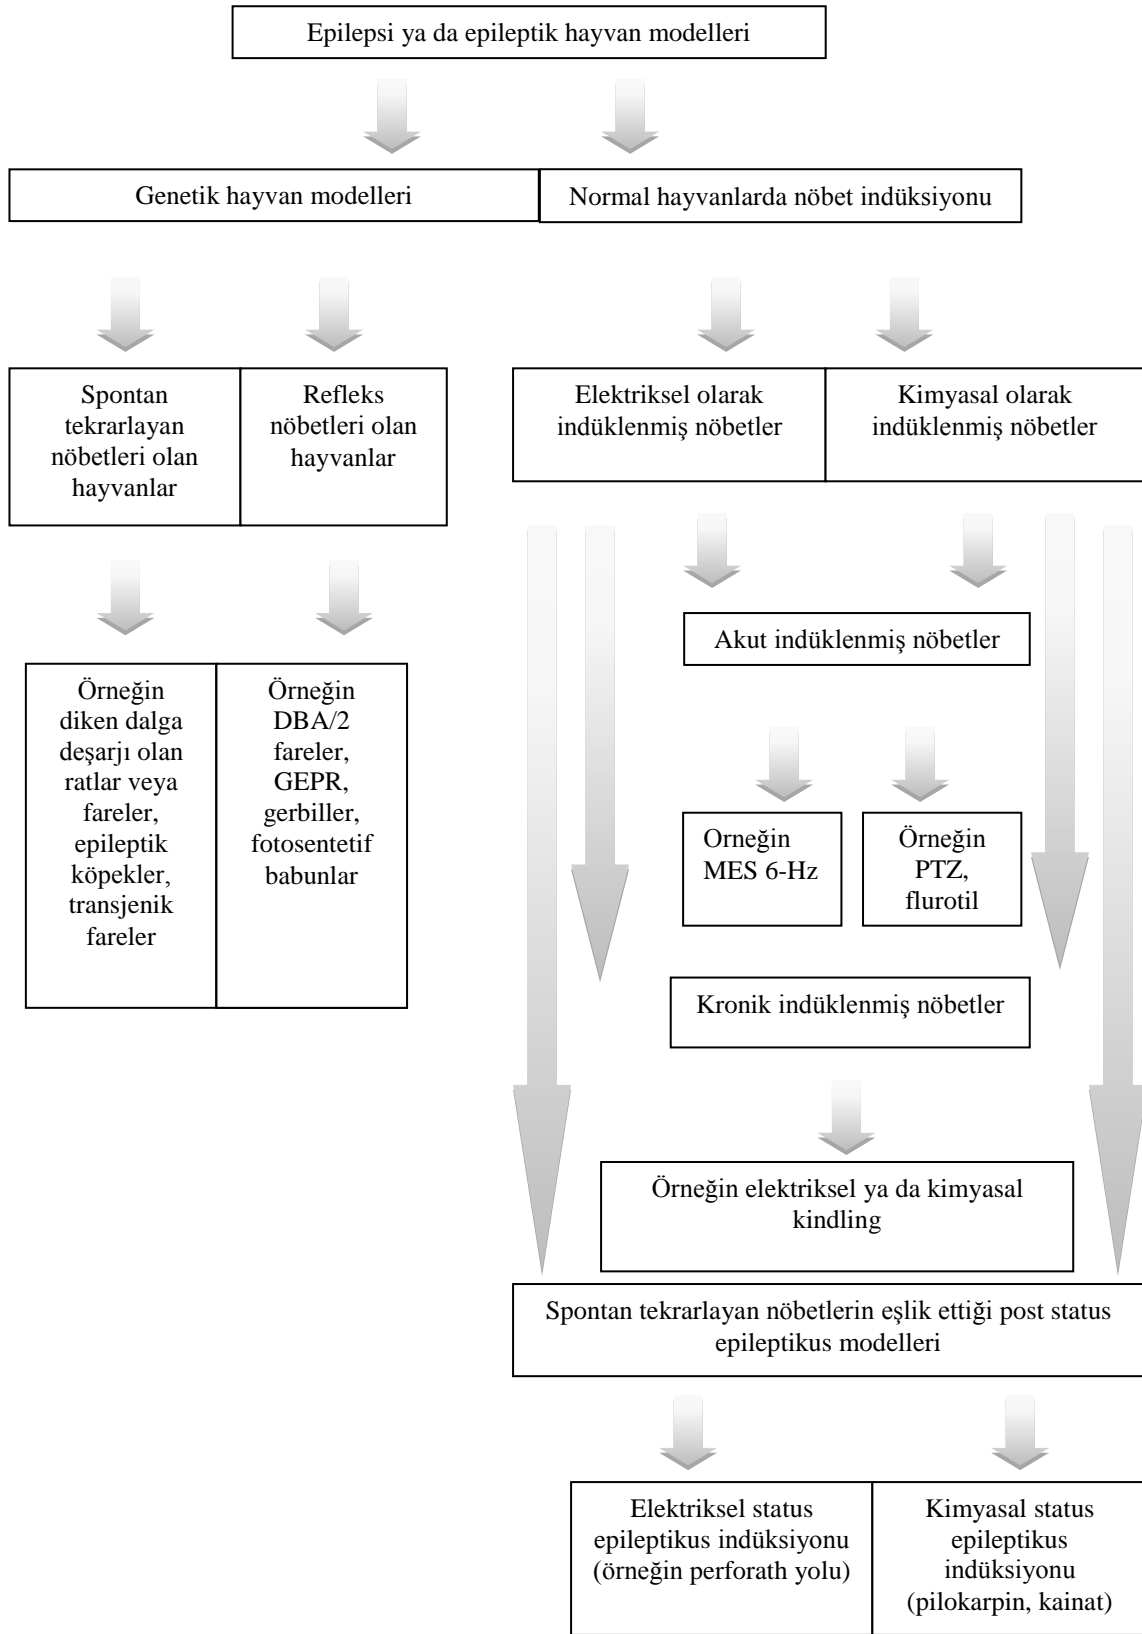 Epilepsi ya da epileptik hayvan modelleri
Genetik hayvan modelleri
Normal hayvanlarda nöbet indüksiyonu
Spontan
tekrarlayan
nöbetleri olan
hayvanlar
Refleks
nöbetleri olan
hayvanlar
Elektriksel olarak
indüklenmiş nöbetler
Kimyasal olarak
indüklenmiş nöbetler
Akut indüklenmiş nöbetler
Örneğin
diken dalga
deşarjı olan
ratlar veya
fareler,
epileptik
köpekler,
transjenik
fareler
Örneğin
DBA/2
fareler,
GEPR,
gerbiller,
fotosentetif
babunlar
Orneğin
MES 6-Hz
Örneğin
PTZ,
flurotil
Kronik indüklenmiş nöbetler
Örneğin elektriksel ya da kimyasal
kindling
Spontan tekrarlayan nöbetlerin eşlik ettiği post status
epileptikus modelleri
Elektriksel status
epileptikus indüksiyonu
(örneğin perforath yolu)
Kimyasal status
epileptikus
indüksiyonu
(pilokarpin, kainat)